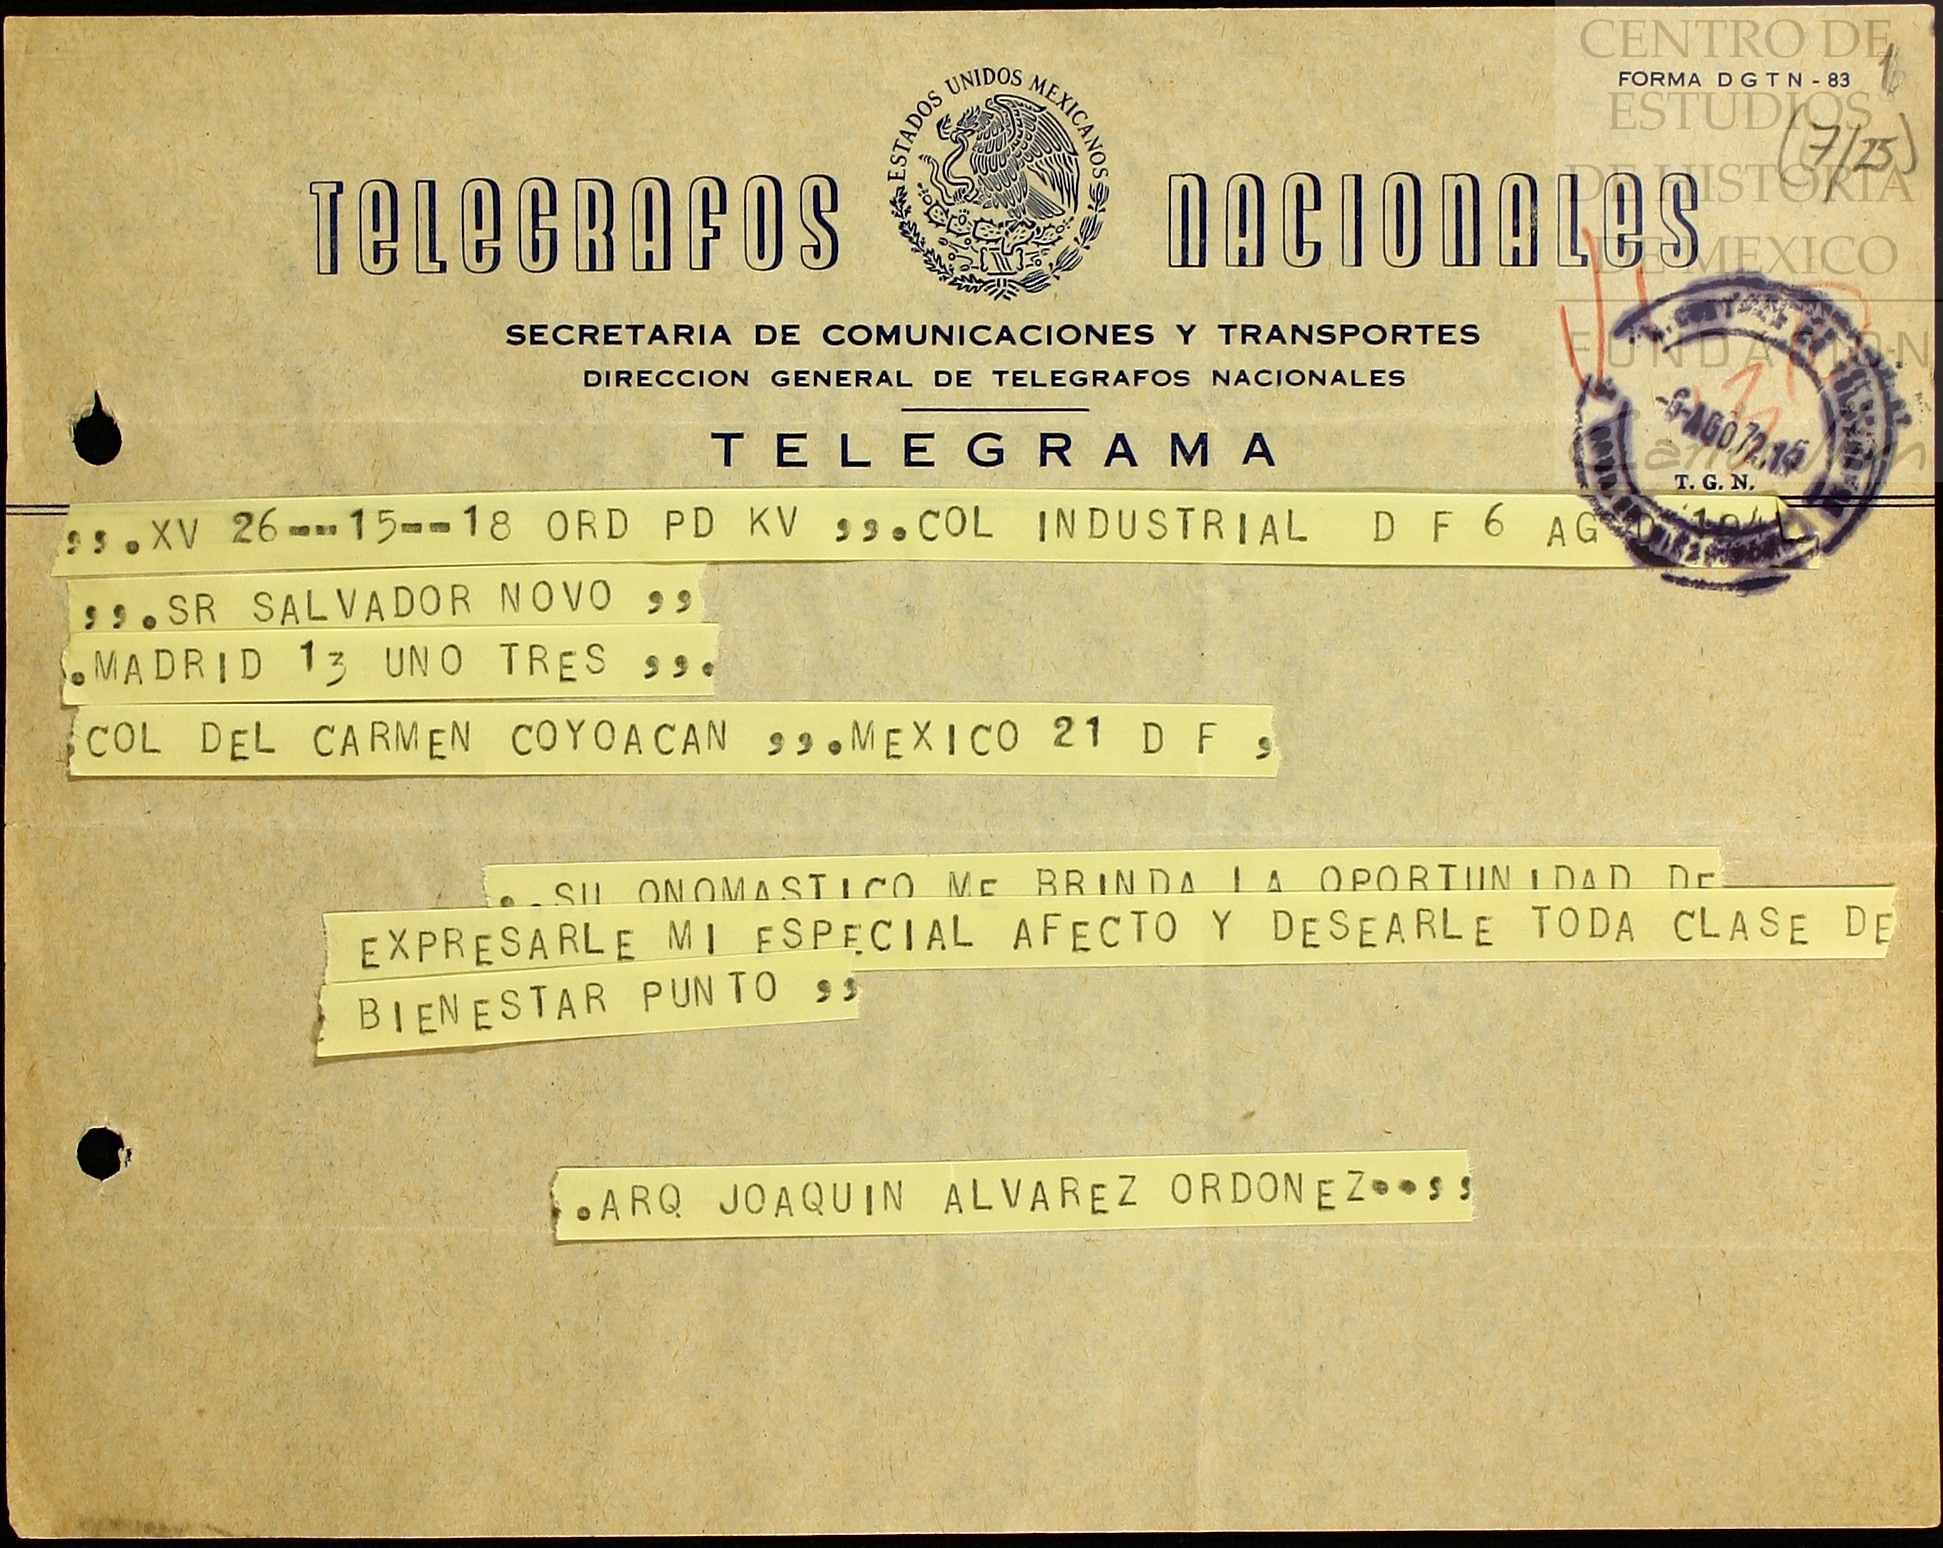 CENTRO DE
ESTUDIOS
DE HISTORIA
DE MEXICO
FUNDACION
FORMA D G T N - 83
(7/25)
ESTADOS UNIDOS MEXICANOS
TELEGRAFOS NACIONALES
SECRETARIA DE COMUNICACIONES Y TRANSPORTES
DIRECCION GENERAL DE TELEGRAFOS NACIONALES
TELEGRAMA
-6-AGO 72.16
T. G. N.
,,.XV 26--15--18 ORD PD KV ,,.COL INDUSTRIAL D F 6 AG
,,.SR SALVADOR NOVO ,,
.MADRID 13 UNO TRES ,,.
COL DEL CARMEN COYOACAN ,,.MEXICO 21 D F ,
.SU ONOMASTICO ME BRINDA LA OPORTUNIDAD DE
EXPRESARLE MI ESPECIAL AFECTO Y DESEARLE TODA CLASE DE
BIENESTAR PUNTO ,,
.ARQ JOAQUIN ALVAREZ ORDONEZ..,,